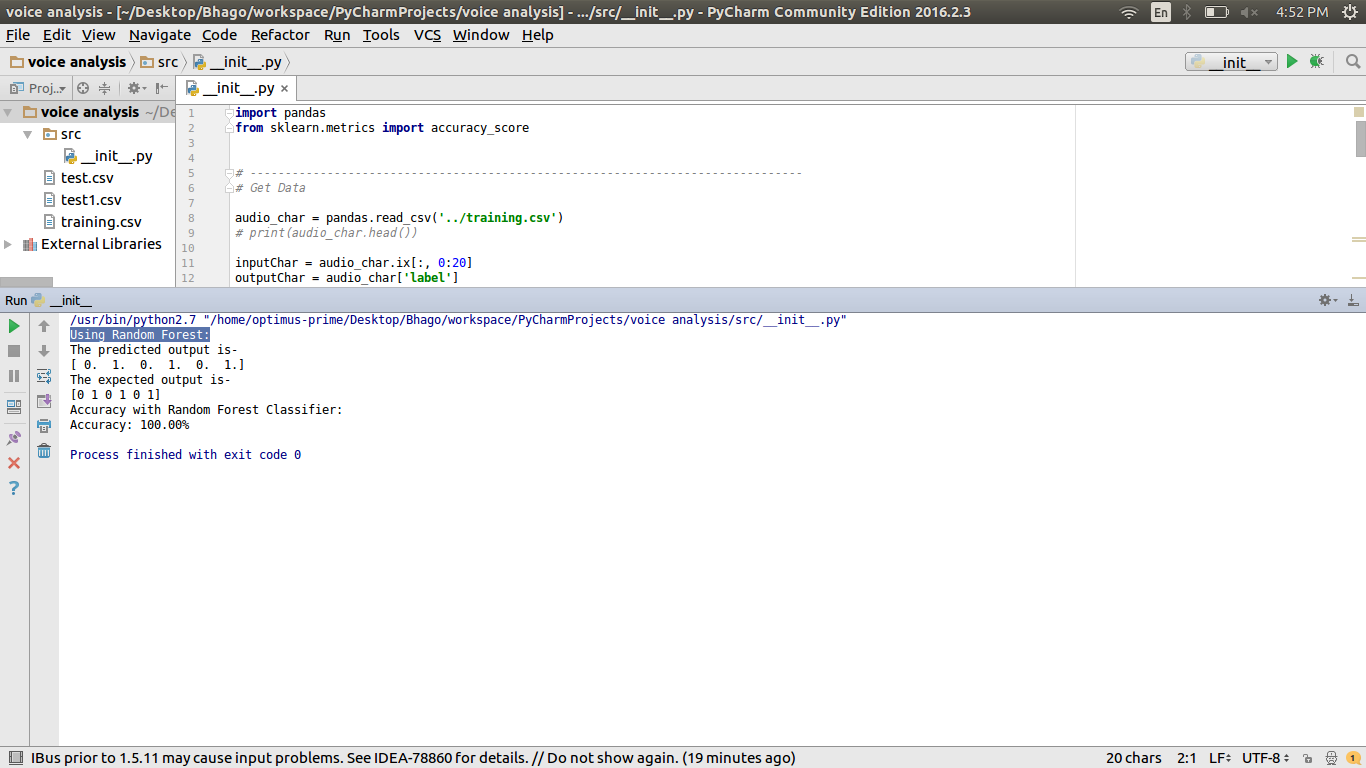 voice analysis - [~/Desktop/Bhago/workspace/PyCharmProjects/voice analysis] - .../src/__init__.py - PyCharm Community Edition 2016.2.3
En
4:52 PM
File Edit View Navigate Code Refactor Run Tools VCS Window Help
voice analysis src __init__.py
__init__
Proj...
__init__.py
voice analysis ~/De
src
__init__.py
test.csv
test1.csv
training.csv
External Libraries
1 import pandas
2 from sklearn.metrics import accuracy_score
3
4
5 # -------------------------------------------------------------------------------
6 # Get Data
7
8 audio_char = pandas.read_csv('../training.csv')
9 # print(audio_char.head())
10
11 inputChar = audio_char.ix[:, 0:20]
12 outputChar = audio_char['label']
Run __init__
/usr/bin/python2.7 "/home/optimus-prime/Desktop/Bhago/workspace/PyCharmProjects/voice analysis/src/__init__.py"
Using Random Forest:
The predicted output is-
[ 0.  1.  0.  1.  0.  1.]
The expected output is-
[0 1 0 1 0 1]
Accuracy with Random Forest Classifier:
Accuracy: 100.00%
Process finished with exit code 0
IBus prior to 1.5.11 may cause input problems. See IDEA-78860 for details. // Do not show again. (19 minutes ago)
20 chars 2:1 LF UTF-8 1